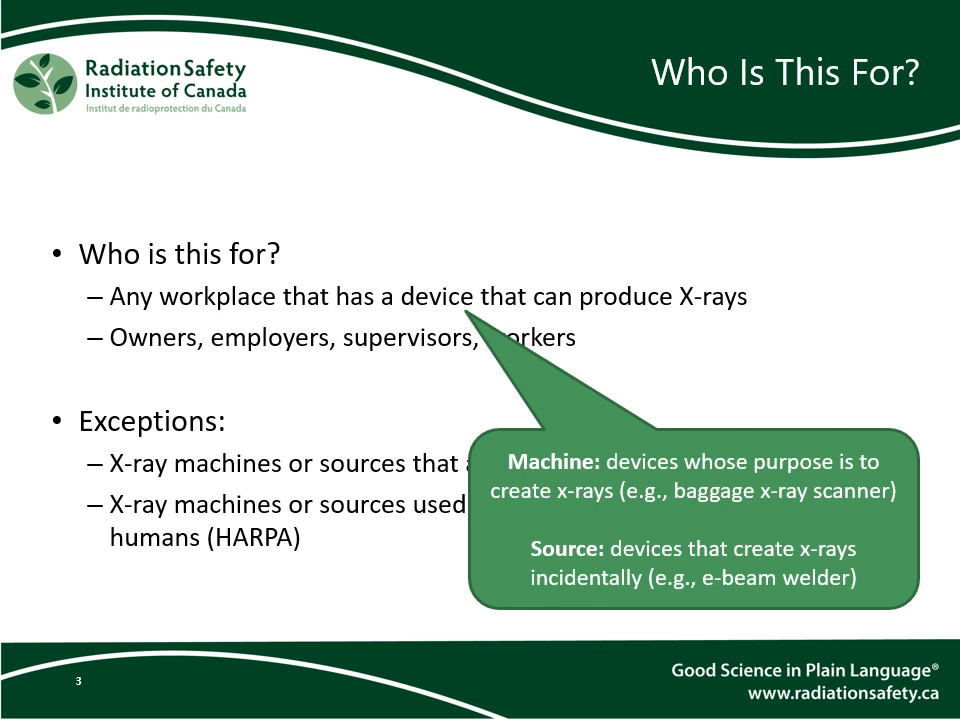 Radiation Safety
Institute of Canada
Institut de radioprotection du Canada
Who Is This For?
• Who is this for?
– Any workplace that has a device that can produce X-rays
– Owners, employers, supervisors, workers
• Exceptions:
– X-ray machines or sources that
– X-ray machines or sources used
humans (HARPA)
Machine: devices whose purpose is to
create x-rays (e.g., baggage x-ray scanner)
Source: devices that create x-rays
incidentally (e.g., e-beam welder)
3
Good Science in Plain Language®
www.radiationsafety.ca